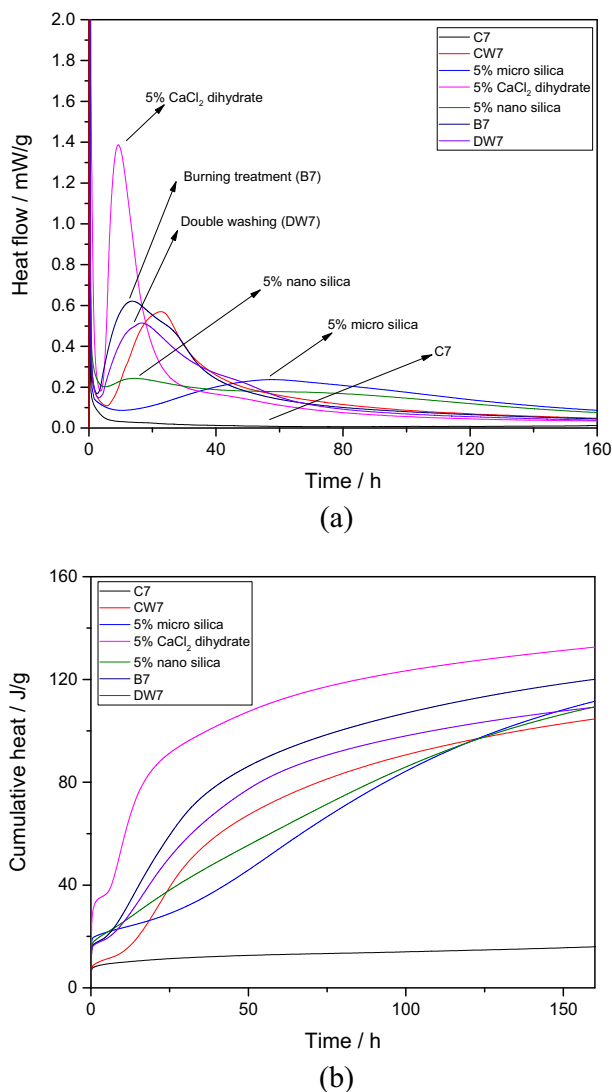 2.0
1.8
1.6
1.4
1.2
1.0
0.8
0.6
0.4
0.2
0.0
Heat flow / mW/g
C7
CW7
5% micro silica
5% CaCl₂ dihydrate
5% nano silica
B7
DW7
5% CaCl₂ dihydrate
Burning treatment (B7)
Double washing (DW7)
5% nano silica
5% micro silica
C7
0 40 80 120 160
Time / h
(a)
160
120
80
40
0
Cumulative heat / J/g
C7
CW7
5% micro silica
5% CaCl₂ dihydrate
5% nano silica
B7
DW7
0 50 100 150
Time / h
(b)